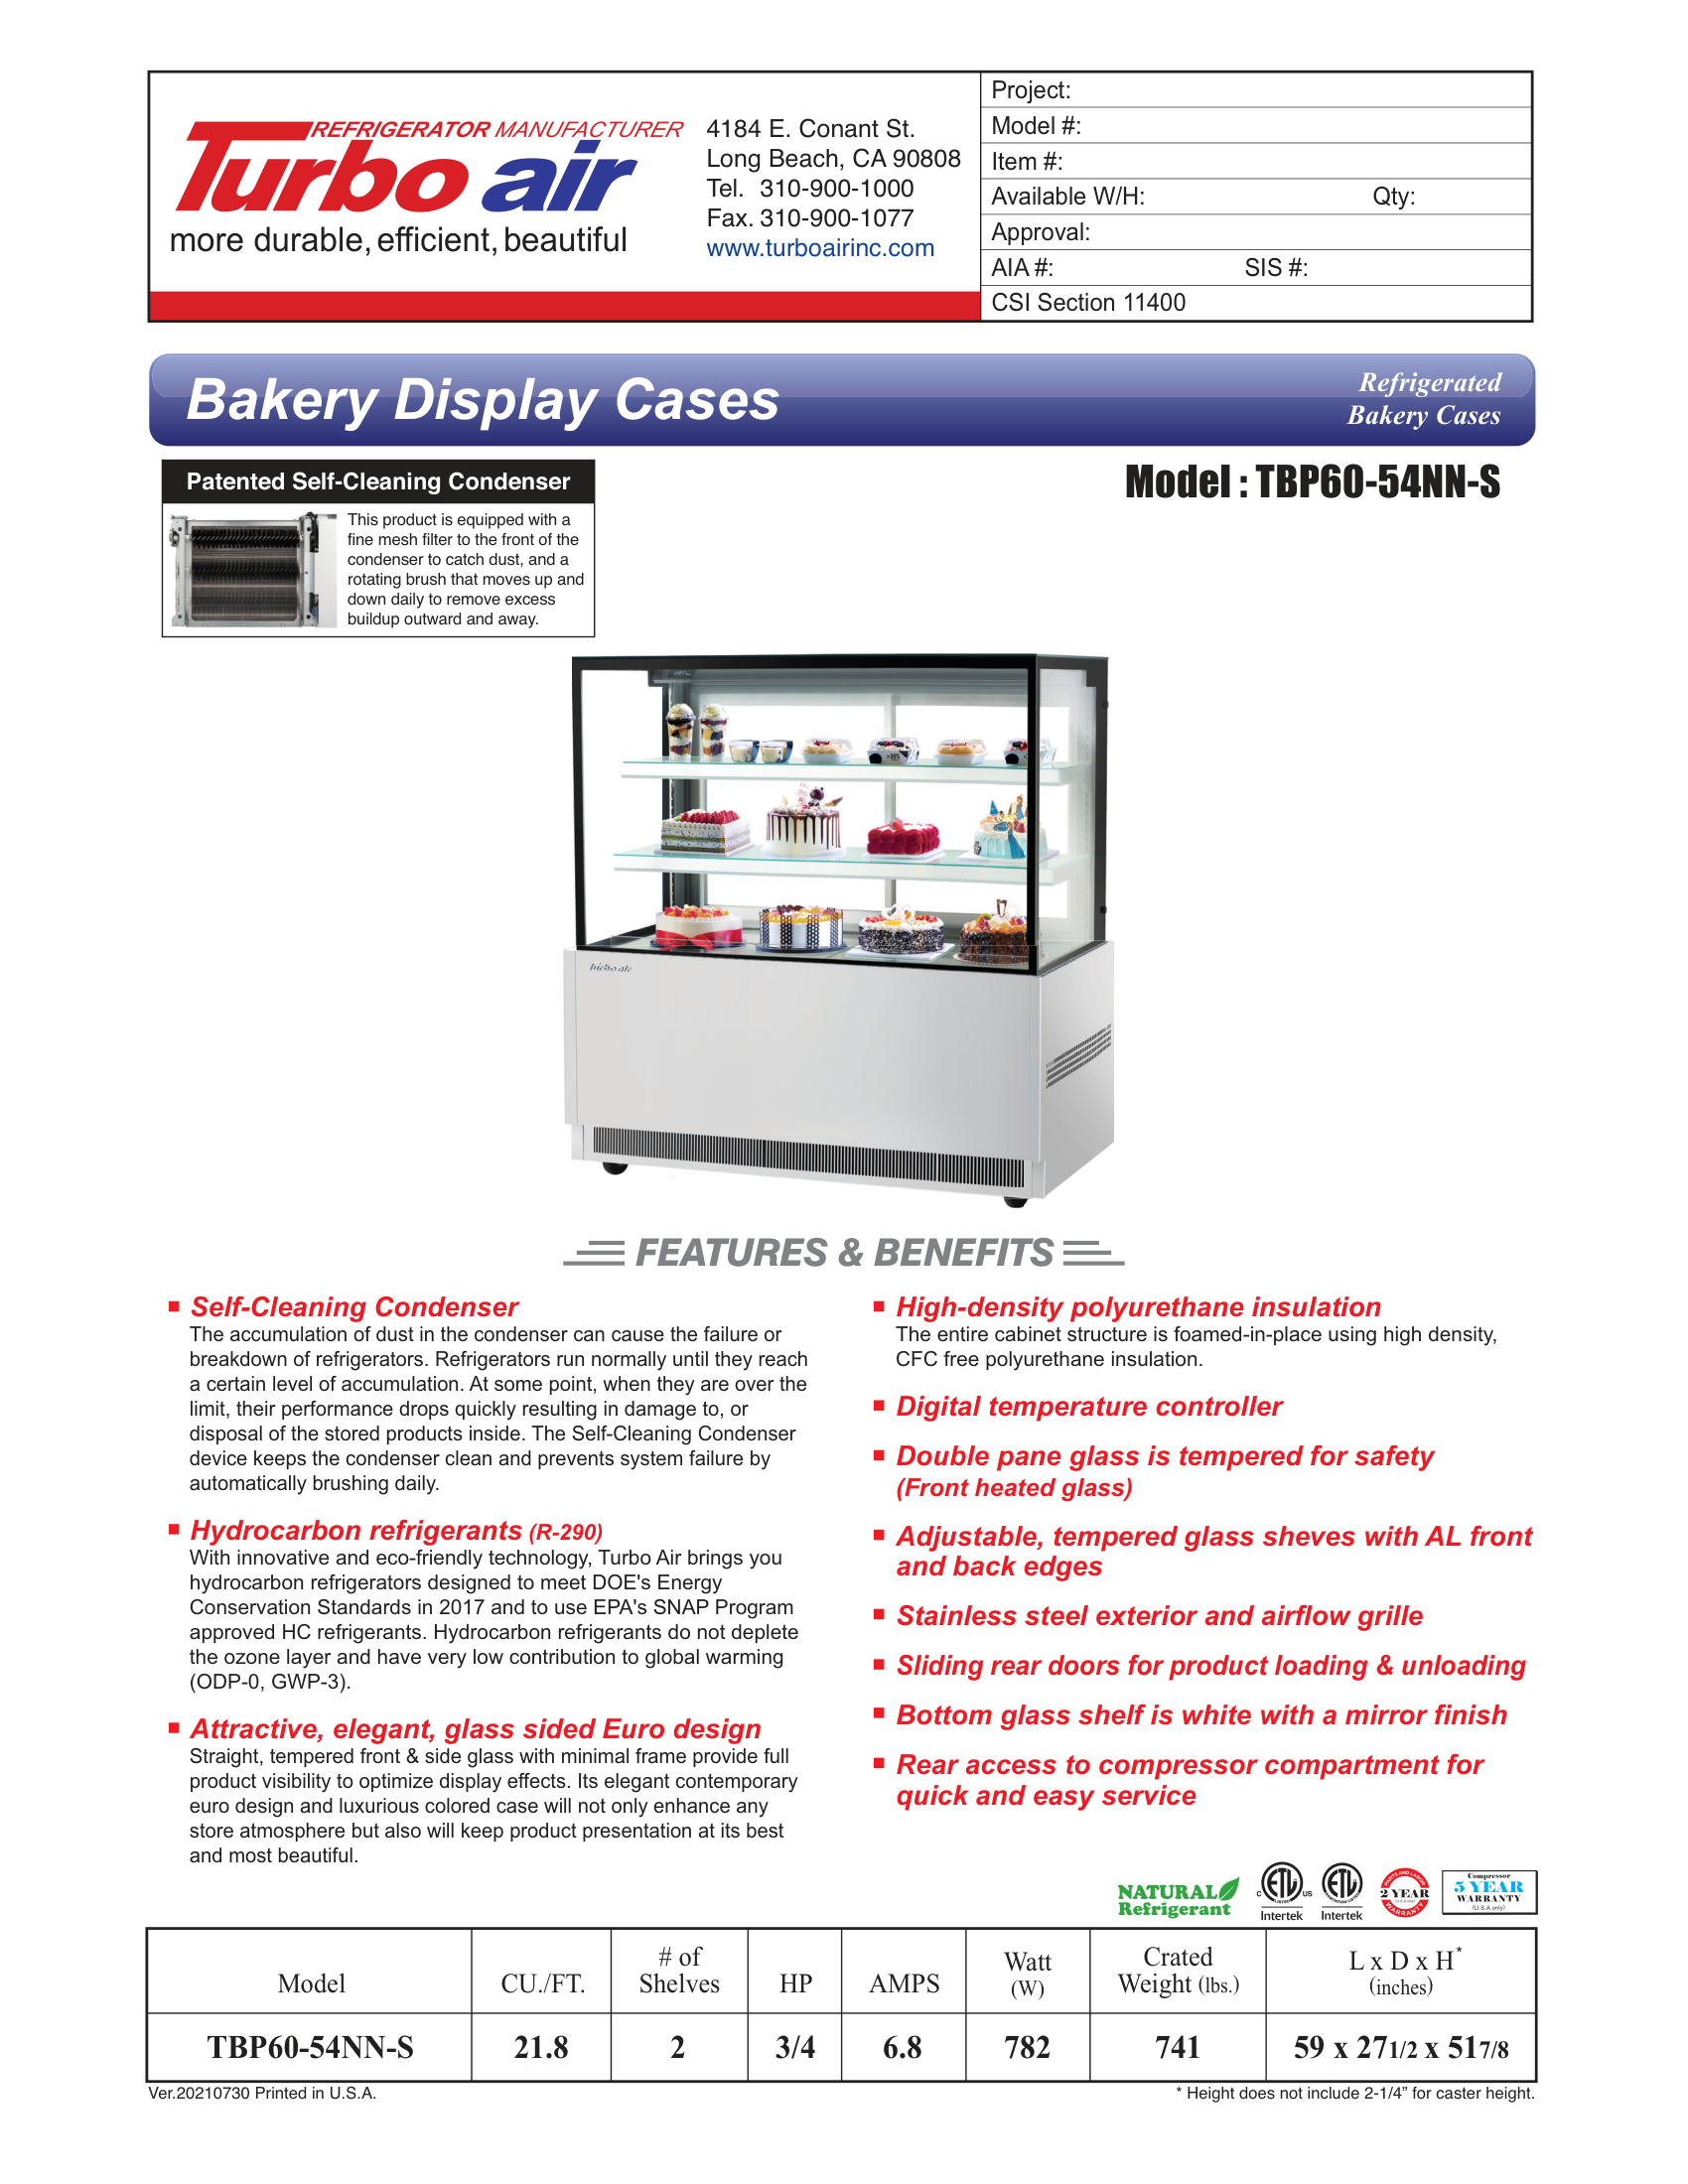 REFRIGERATOR MANUFACTURER
Turbo air
more durable, efficient, beautiful
4184 E. Conant St.
Long Beach, CA 90808
Tel. 310-900-1000
Fax. 310-900-1077
www.turboairinc.com
Project:
Model #:
Item #:
Available W/H: Qty:
Approval:
AIA #: SIS #:
CSI Section 11400
Bakery Display Cases
Refrigerated
Bakery Cases
Patented Self-Cleaning Condenser
This product is equipped with a
fine mesh filter to the front of the
condenser to catch dust, and a
rotating brush that moves up and
down daily to remove excess
buildup outward and away.
Model : TBP60-54NN-S
Turbo air
FEATURES & BENEFITS
Self-Cleaning Condenser
The accumulation of dust in the condenser can cause the failure or
breakdown of refrigerators. Refrigerators run normally until they reach
a certain level of accumulation. At some point, when they are over the
limit, their performance drops quickly resulting in damage to, or
disposal of the stored products inside. The Self-Cleaning Condenser
device keeps the condenser clean and prevents system failure by
automatically brushing daily.
Hydrocarbon refrigerants (R-290)
With innovative and eco-friendly technology, Turbo Air brings you
hydrocarbon refrigerators designed to meet DOE's Energy
Conservation Standards in 2017 and to use EPA's SNAP Program
approved HC refrigerants. Hydrocarbon refrigerants do not deplete
the ozone layer and have very low contribution to global warming
(ODP-0, GWP-3).
Attractive, elegant, glass sided Euro design
Straight, tempered front & side glass with minimal frame provide full
product visibility to optimize display effects. Its elegant contemporary
euro design and luxurious colored case will not only enhance any
store atmosphere but also will keep product presentation at its best
and most beautiful.
High-density polyurethane insulation
The entire cabinet structure is foamed-in-place using high density,
CFC free polyurethane insulation.
Digital temperature controller
Double pane glass is tempered for safety
(Front heated glass)
Adjustable, tempered glass sheves with AL front
and back edges
Stainless steel exterior and airflow grille
Sliding rear doors for product loading & unloading
Bottom glass shelf is white with a mirror finish
Rear access to compressor compartment for
quick and easy service
NATURAL
Refrigerant
C ETL US
LISTED
Intertek
ETL
Intertek
PARTS AND LABOR
2 YEAR
WARRANTY
Compressor
5 YEAR
WARRANTY
(U.S.A only)
Model CU./FT. # of Shelves HP AMPS Watt (W) Crated Weight (lbs.) L x D x H* (inches)
TBP60-54NN-S 21.8 2 3/4 6.8 782 741 59 x 271/2 x 517/8
Ver.20210730 Printed in U.S.A.
* Height does not include 2-1/4” for caster height.